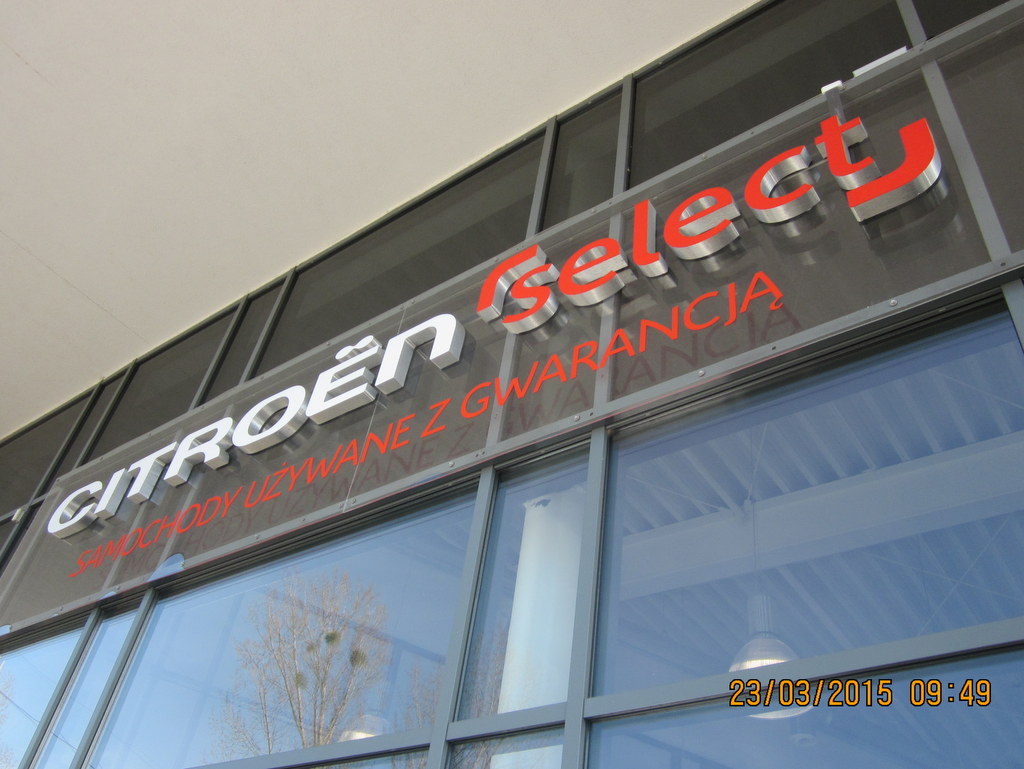 CITROËN Select
SAMOCHODY UŻYWANE Z GWARANCJĄ
23/03/2015 09:49